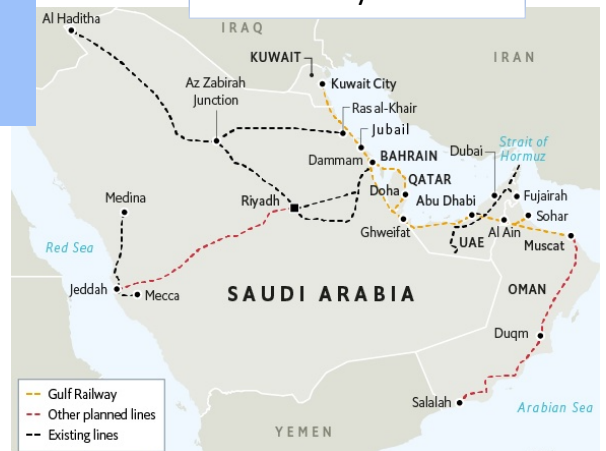 Al Haditha
IRAQ
IRAN
KUWAIT
Kuwait City
Az Zabirah
Junction
Ras al-Khair
Jubail
Dammam
BAHRAIN
Dubai
Strait of
Hormuz
QATAR
Doha
Abu Dhabi
Fujairah
Medina
Riyadh
Sohar
Ghweifat
UAE
Al Ain
Muscat
Red Sea
Jeddah
Mecca
SAUDI ARABIA
OMAN
Duqm
Gulf Railway
Other planned lines
Existing lines
Salalah
Arabian Sea
YEMEN